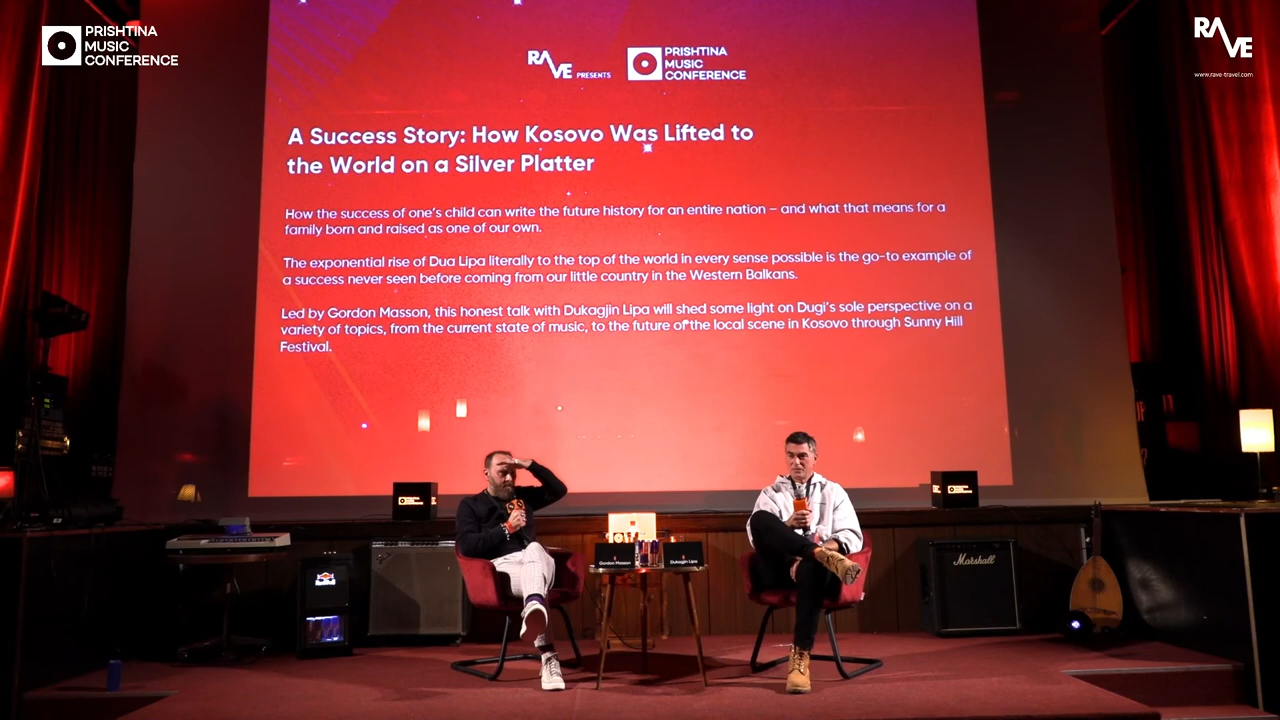 PRISHTINA
MUSIC
CONFERENCE
RAVE
www.rave-travel.com
RAVE PRESENTS
PRISHTINA
MUSIC
CONFERENCE
A Success Story: How Kosovo Was Lifted to
the World on a Silver Platter
How the success of one's child can write the future history for an entire nation – and what that means for a
family born and raised as one of our own.
The exponential rise of Dua Lipa literally to the top of the world in every sense possible is the go-to example of
a success never seen before coming from our little country in the Western Balkans.
Led by Gordon Masson, this honest talk with Dukagjin Lipa will shed some light on Dugi's sole perspective on a
variety of topics, from the current state of music, to the future of the local scene in Kosovo through Sunny Hill
Festival.
Gordon Masson
Dukagjin Lipa
Marshall